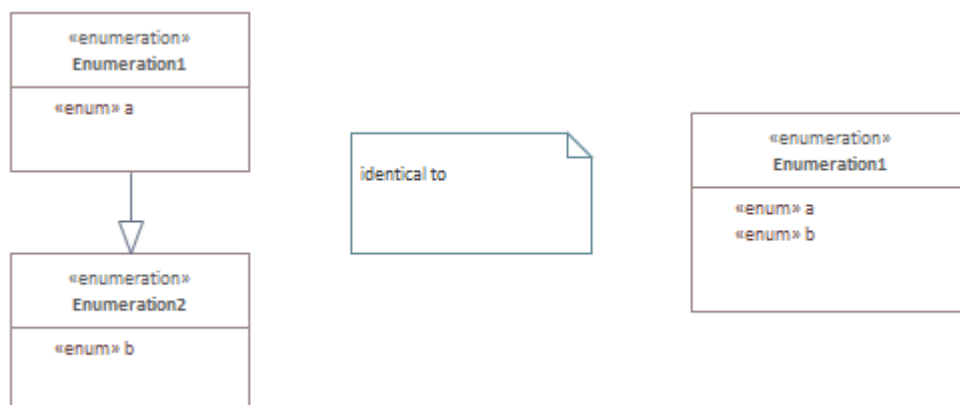 «enumeration»
Enumeration1
«enum» a
«enumeration»
Enumeration2
«enum» b
identical to
«enumeration»
Enumeration1
«enum» a
«enum» b